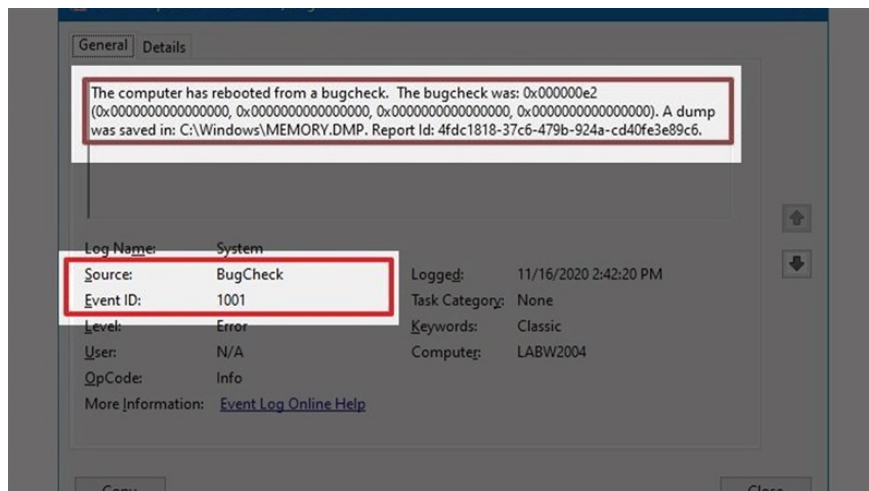 General Details
The computer has rebooted from a bugcheck. The bugcheck was: 0x000000e2
(0x0000000000000000, 0x0000000000000000, 0x0000000000000000, 0x0000000000000000). A dump
was saved in: C:\Windows\MEMORY.DMP. Report Id: 4fdc1818-37c6-479b-924a-cd40fe3e89c6.
Log Name: System
Source: BugCheck Logged: 11/16/2020 2:42:20 PM
Event ID: 1001 Task Category: None
Level: Error Keywords: Classic
User: N/A Computer: LABW2004
OpCode: Info
More Information: Event Log Online Help